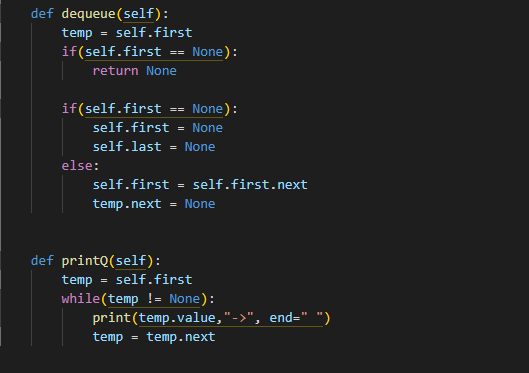 def dequeue(self):
    temp = self.first
    if(self.first == None):
        return None

    if(self.first == None):
        self.first = None
        self.last = None
    else:
        self.first = self.first.next
        temp.next = None


def printQ(self):
    temp = self.first
    while(temp != None):
        print(temp.value,"->", end=" ")
        temp = temp.next